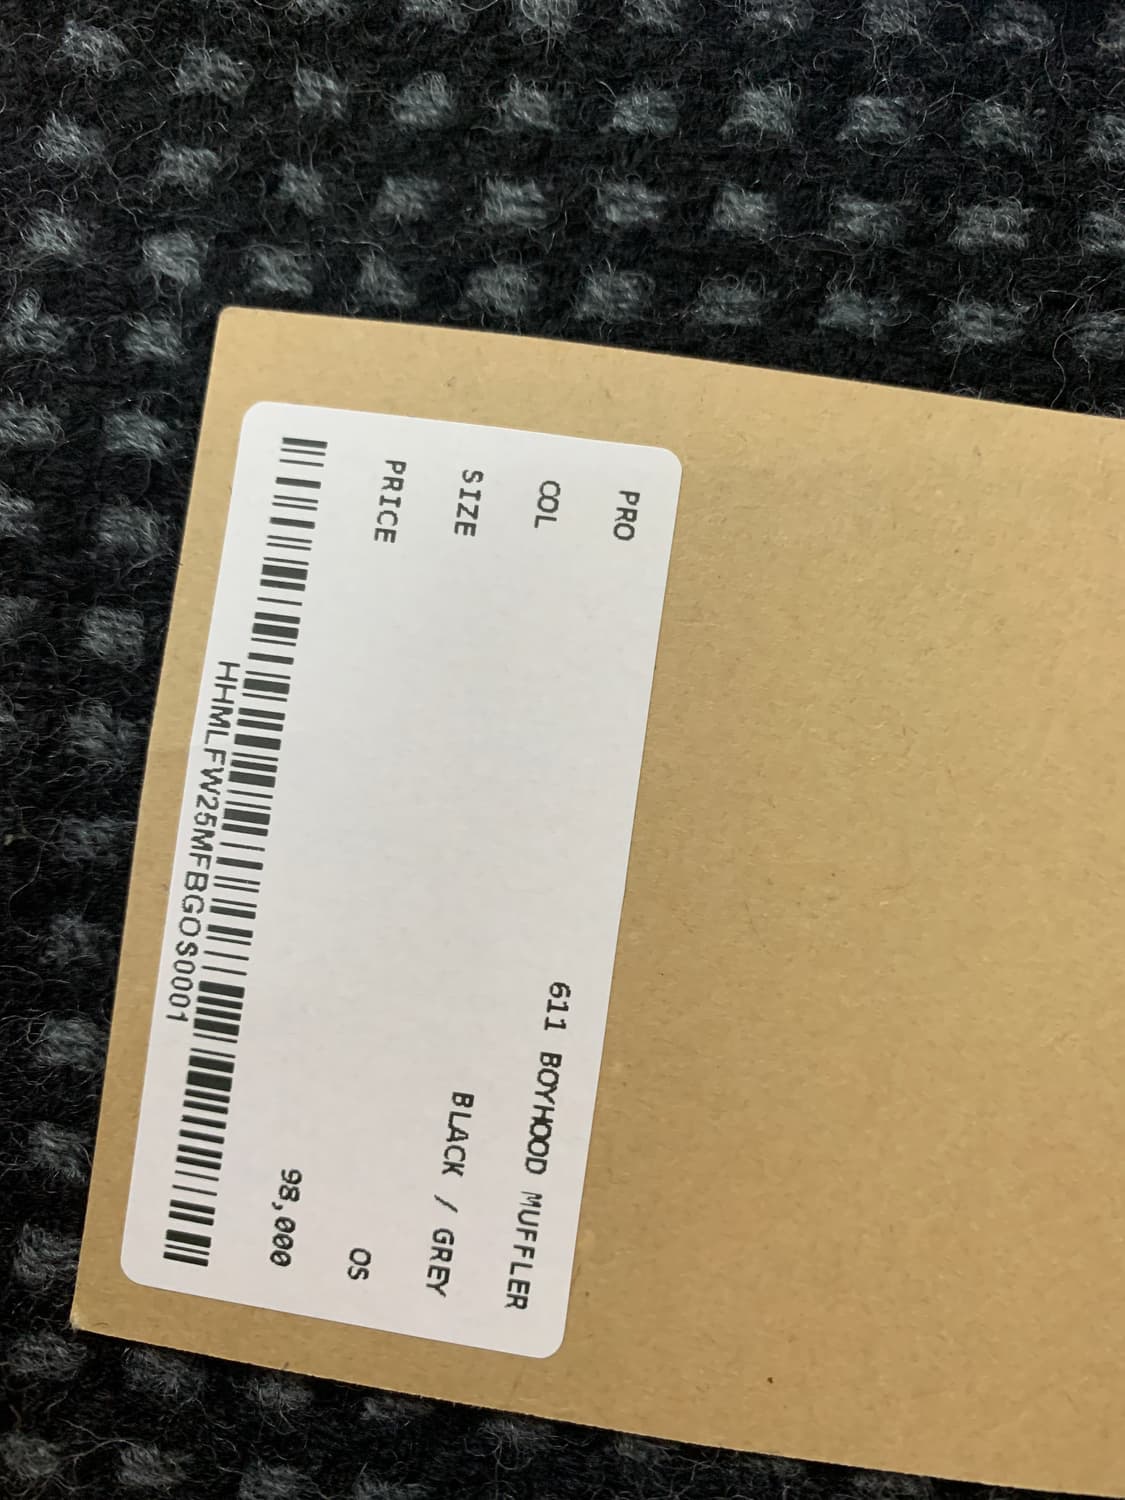 PRO 611 BOYHOOD MUFFLER
COL BLACK / GREY
SIZE OS
PRICE 98,000
HHMLFW25MFBGOS0001